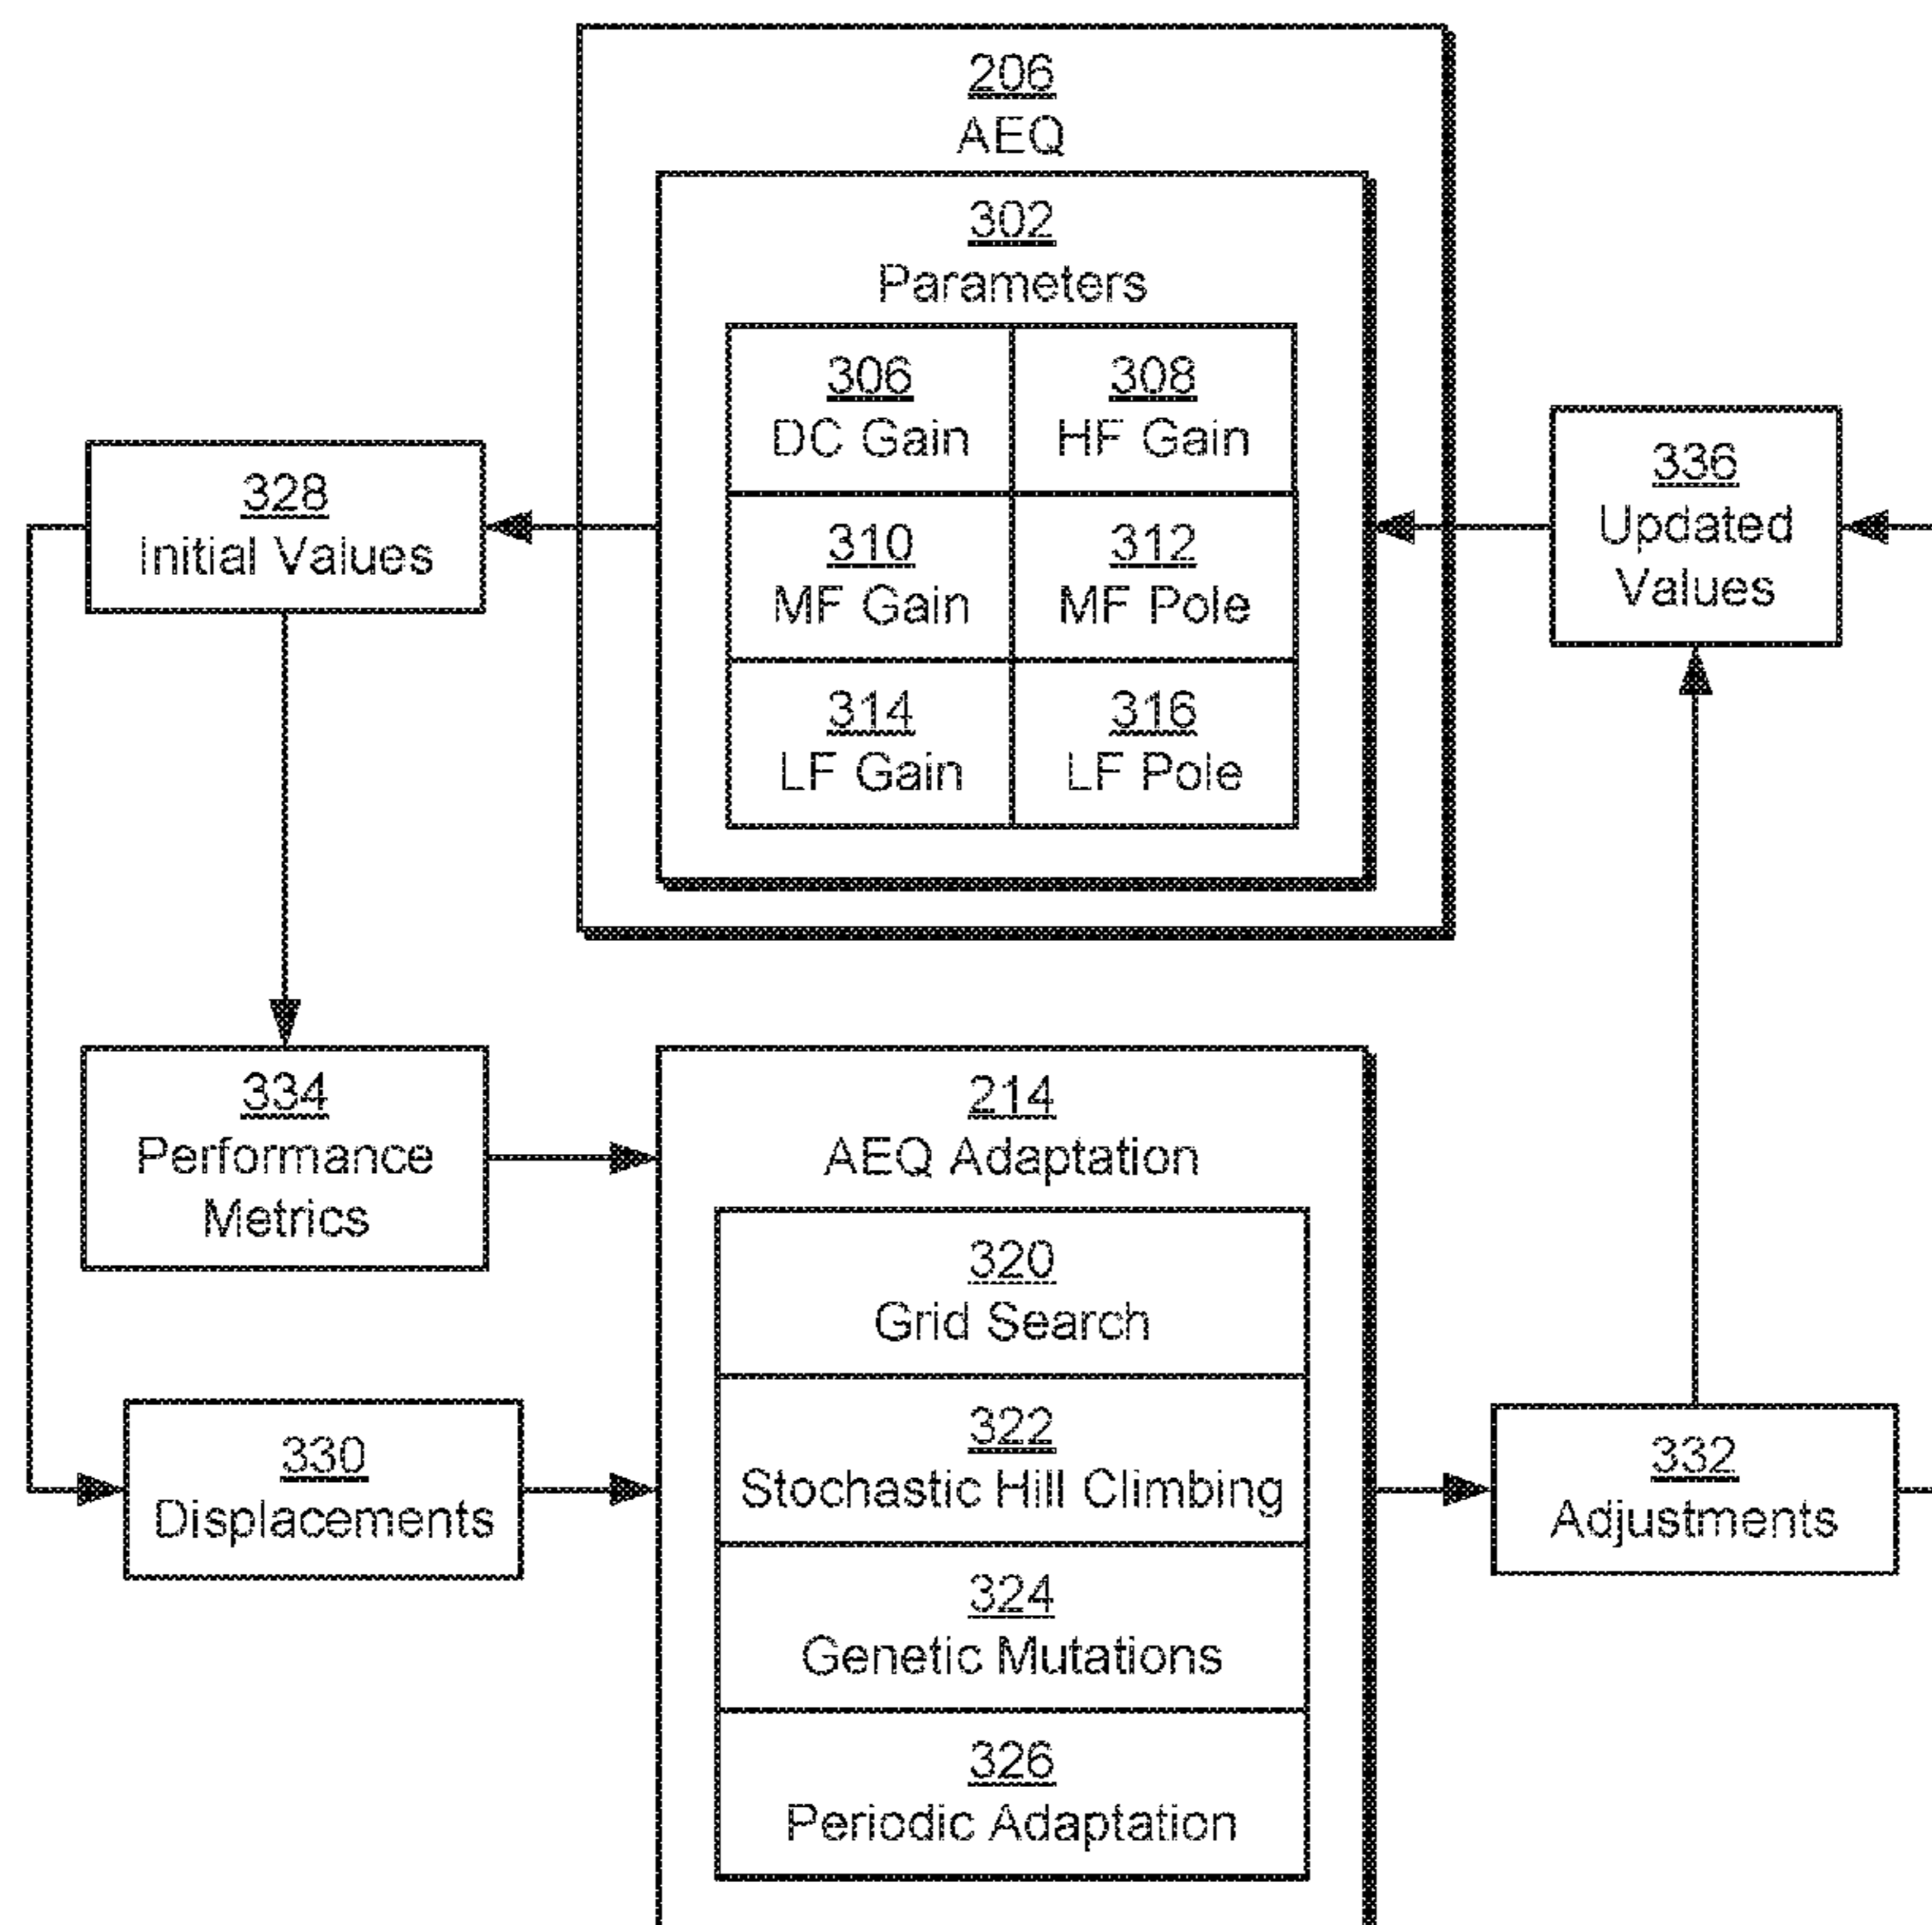 206
AEQ
302
Parameters
306
DC Gain
308
HF Gain
310
MF Gain
312
MF Pole
314
LF Gain
316
LF Pole
328
Initial Values
336
Updated
Values
334
Performance
Metrics
214
AEQ Adaptation
320
Grid Search
322
Stochastic Hill Climbing
324
Genetic Mutations
326
Periodic Adaptation
330
Displacements
332
Adjustments